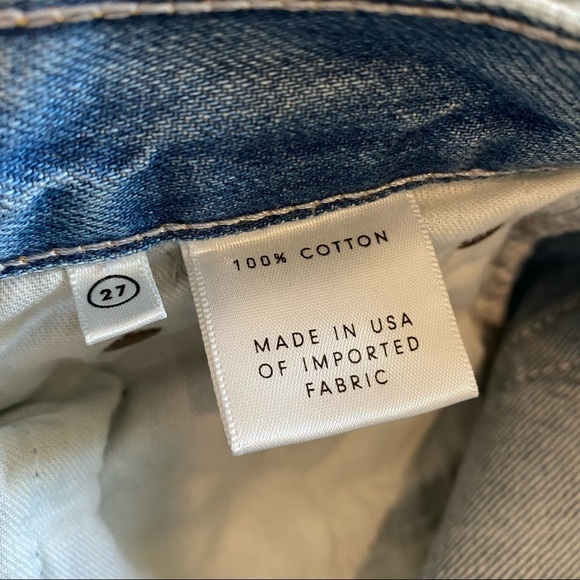 27
100% COTTON
MADE IN USA
OF IMPORTED
FABRIC